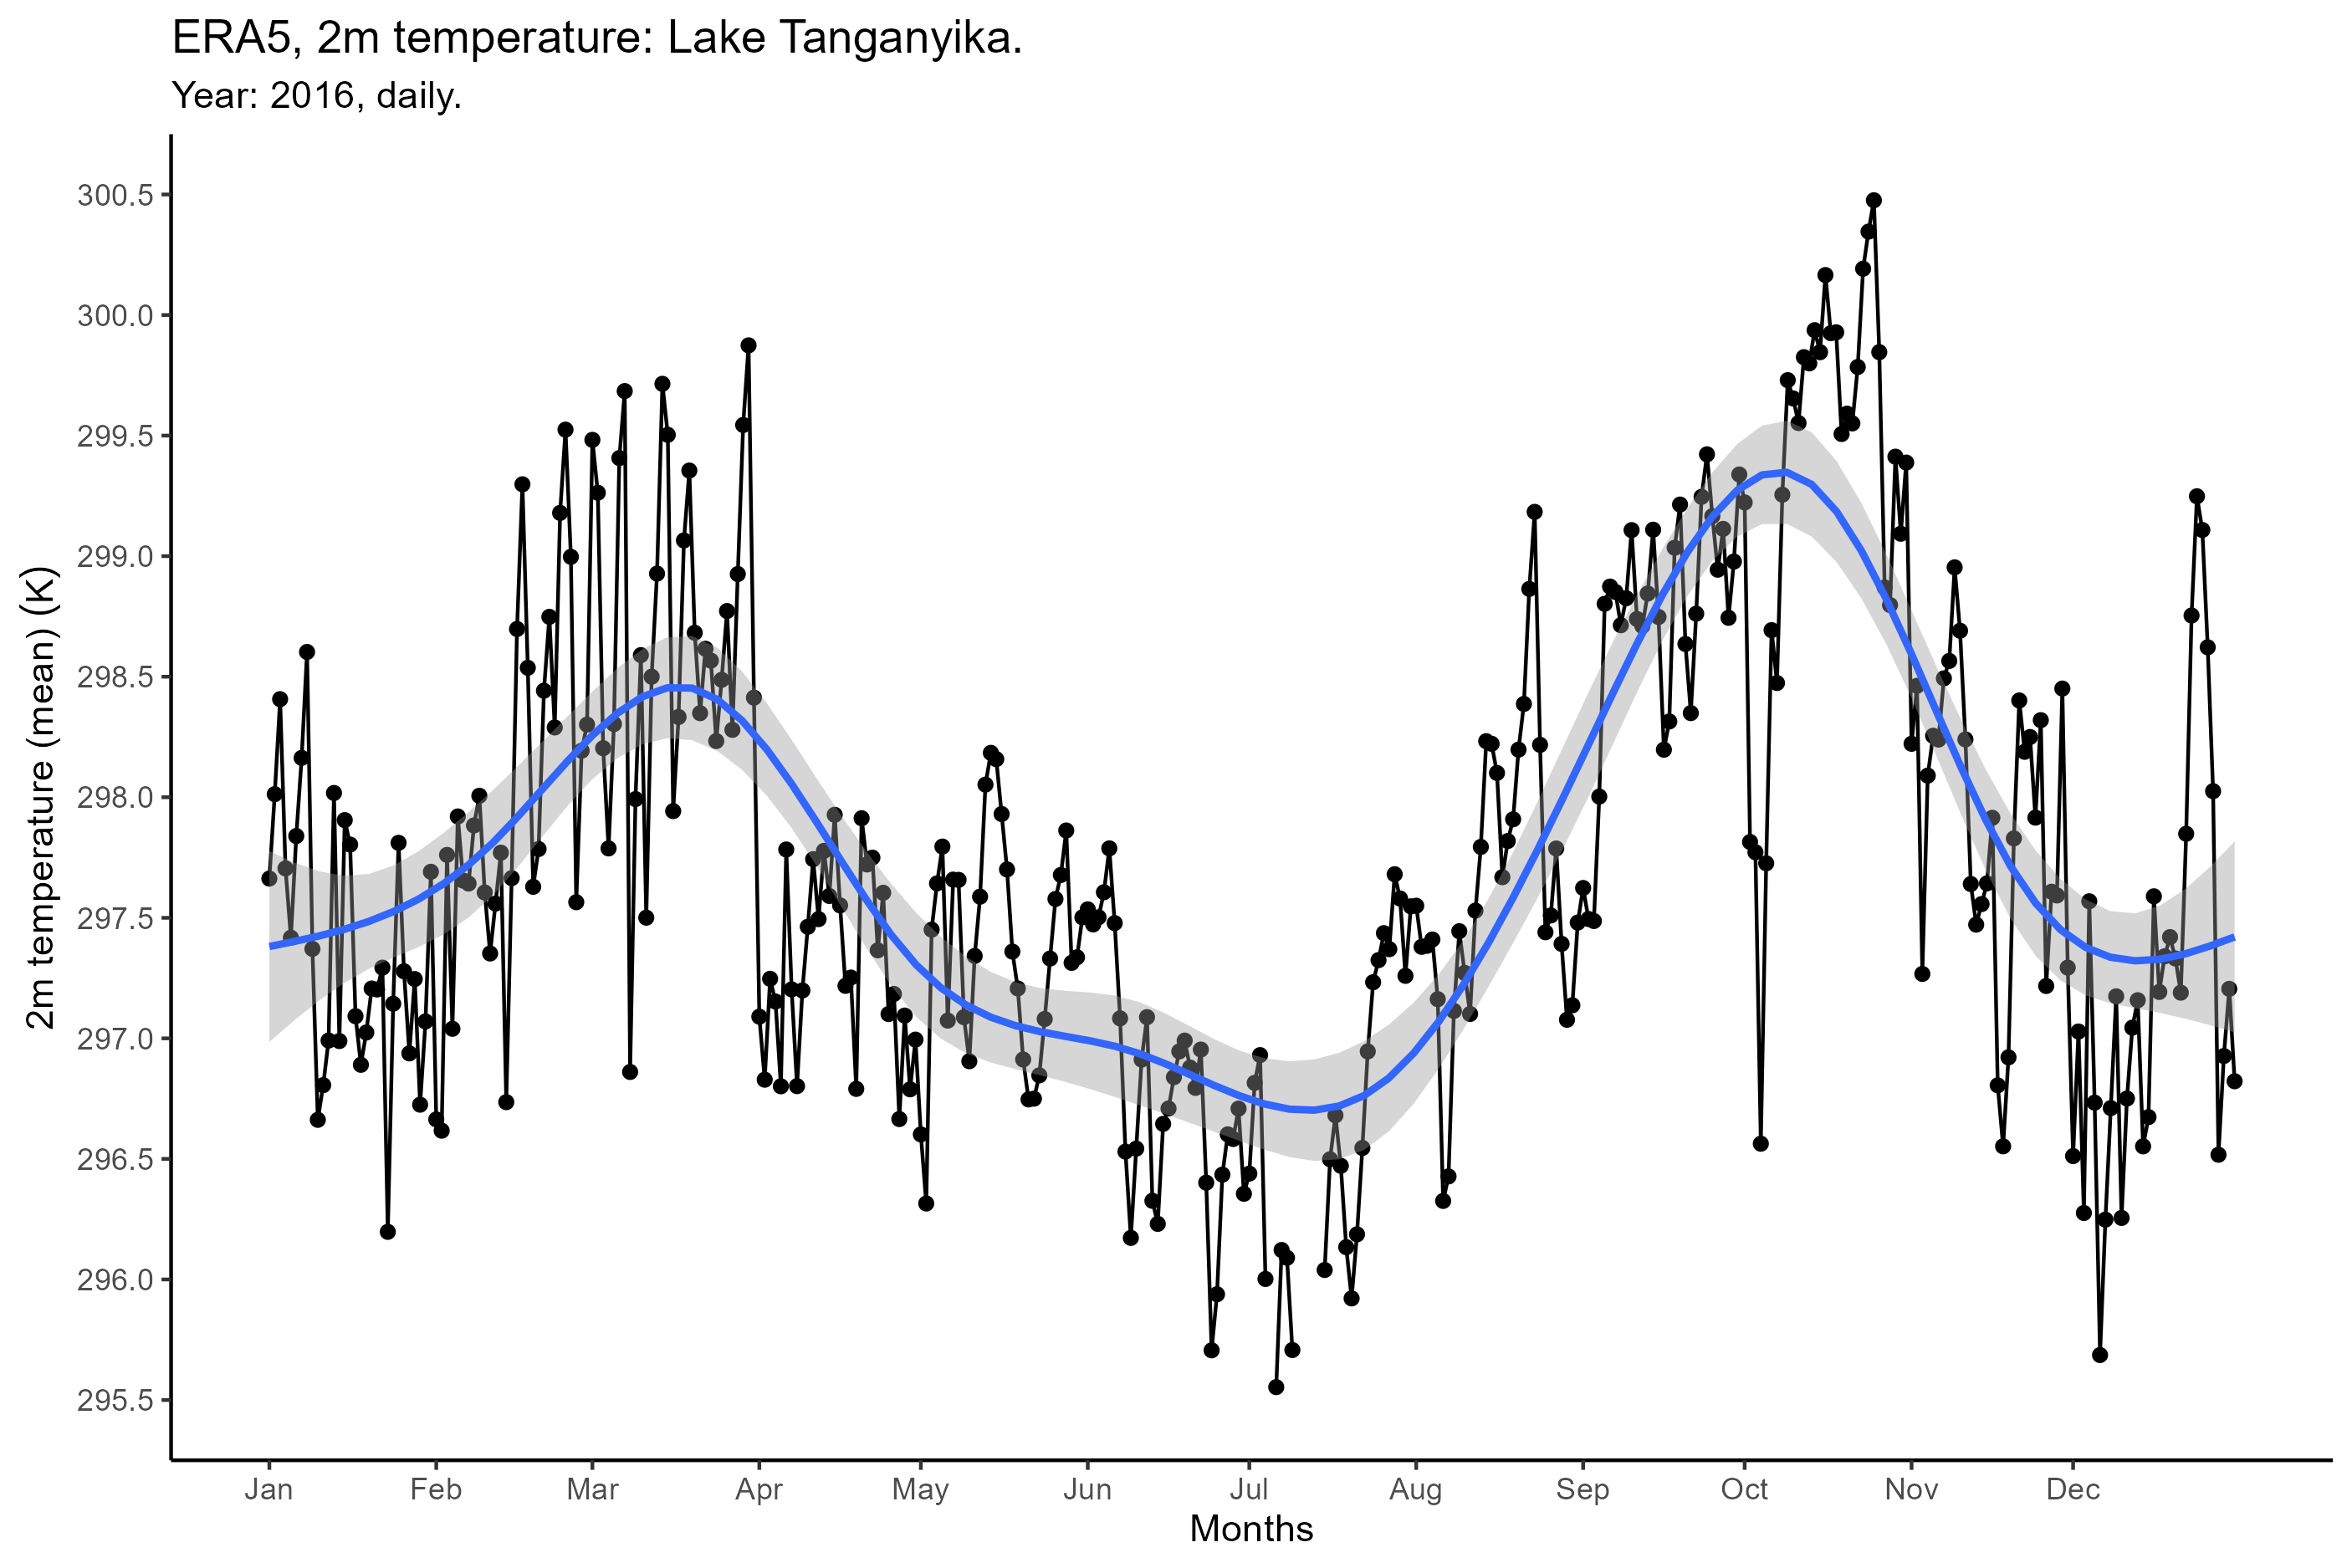 ERA5, 2m temperature: Lake Tanganyika.
Year: 2016, daily.
2m temperature (mean) (K)
300.5
300.0
299.5
299.0
298.5
298.0
297.5
297.0
296.5
296.0
295.5
Jan Feb Mar Apr May Jun Jul Aug Sep Oct Nov Dec
Months